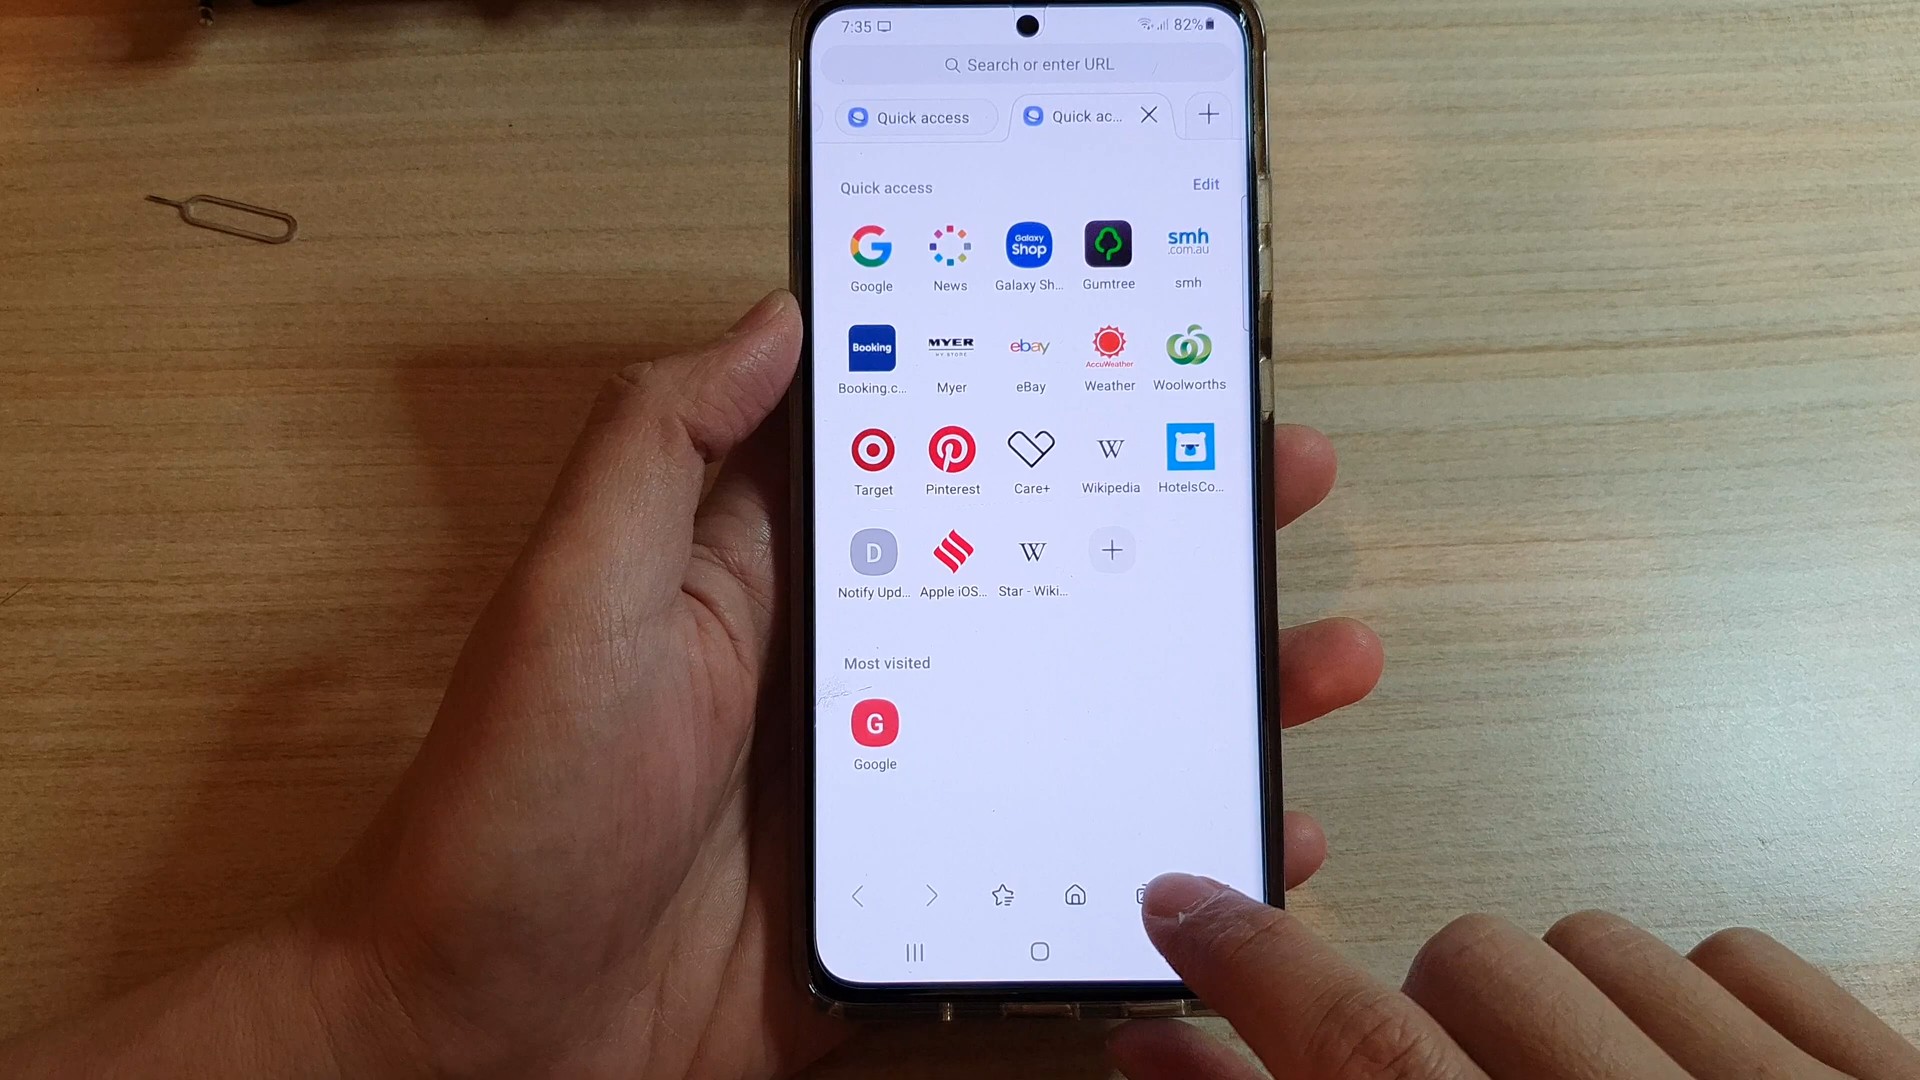 7:35 82%
Search or enter URL
Quick access Quick ac...
Quick access Edit
Galaxy Shop smh .com.au
Google News Galaxy Sh... Gumtree smh
Booking MYER MY STORE ebay AccuWeather
Booking.c... Myer eBay Weather Woolworths
W
Target Pinterest Care+ Wikipedia HotelsCo...
D W
Notify Upd... Apple iOS... Star - Wiki...
Most visited
G
Google